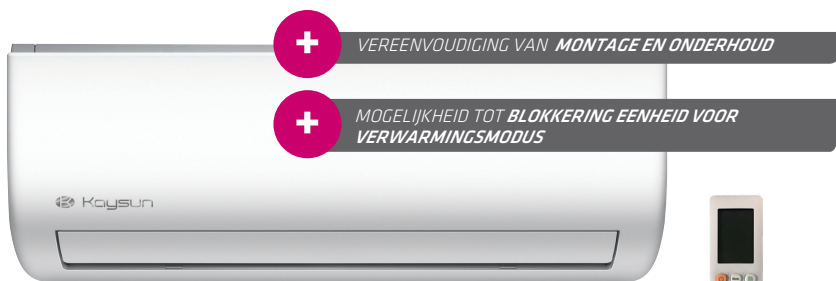 VEREENVOUDIGING VAN MONTAGE EN ONDERHOUD
MOGELIJKHEID TOT BLOKKERING EENHEID VOOR
VERWARMINGSMODUS
Kaysun